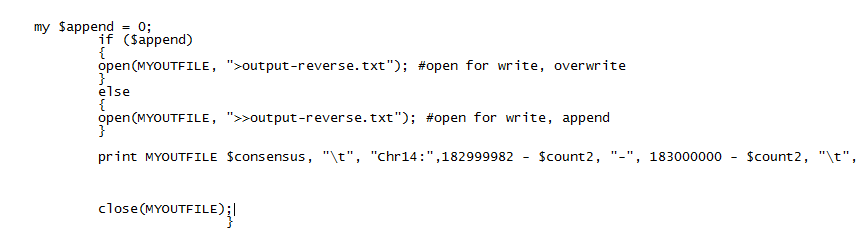 my $append = 0;
if ($append)
{
open(MYOUTFILE, ">output-reverse.txt"); #open for write, overwrite
}
else
{
open(MYOUTFILE, ">>output-reverse.txt"); #open for write, append
}
print MYOUTFILE $consensus, "\t", "Chr14:",182999982 - $count2, "-", 183000000 - $count2, "\t",
close(MYOUTFILE);
}